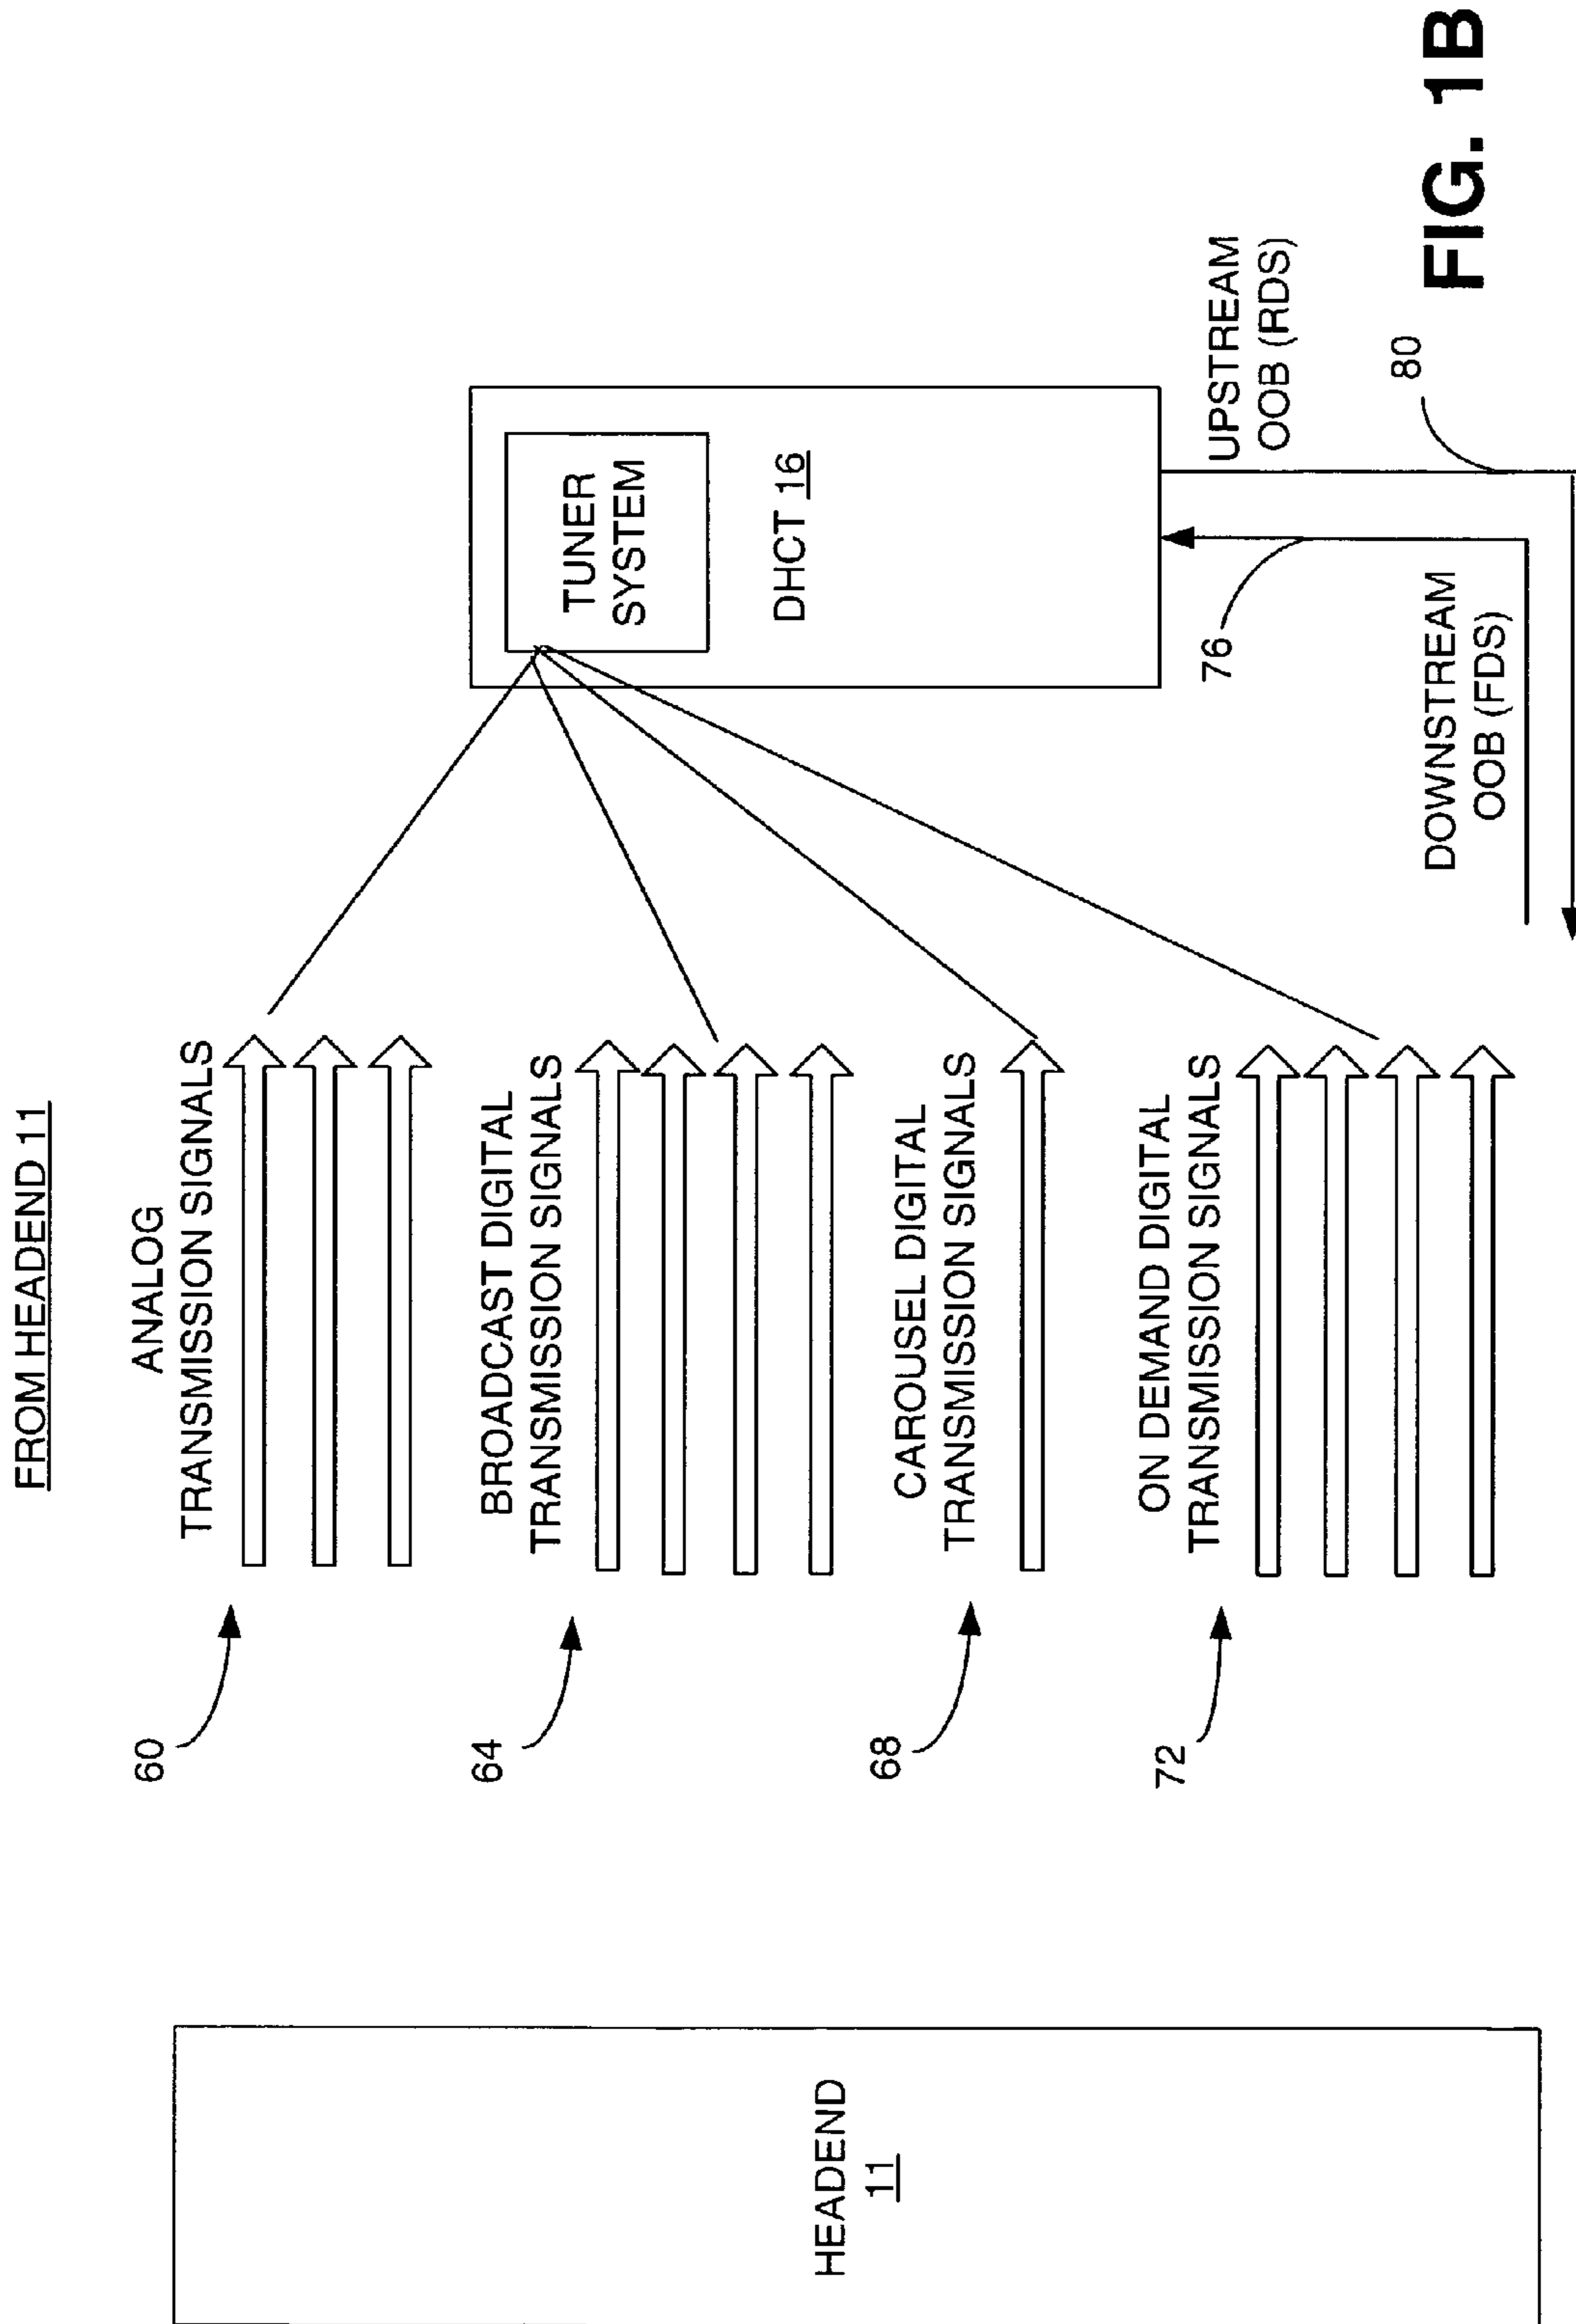 FROM HEADEND 11
60
ANALOG
TRANSMISSION SIGNALS
64
BROADCAST DIGITAL
TRANSMISSION SIGNALS
68
CAROUSEL DIGITAL
TRANSMISSION SIGNALS
72
ON DEMAND DIGITAL
TRANSMISSION SIGNALS
HEADEND
11
TUNER
SYSTEM
DHCT 16
76
DOWNSTREAM
OOB (FDS)
UPSTREAM
OOB (RDS)
80
FIG. 1B